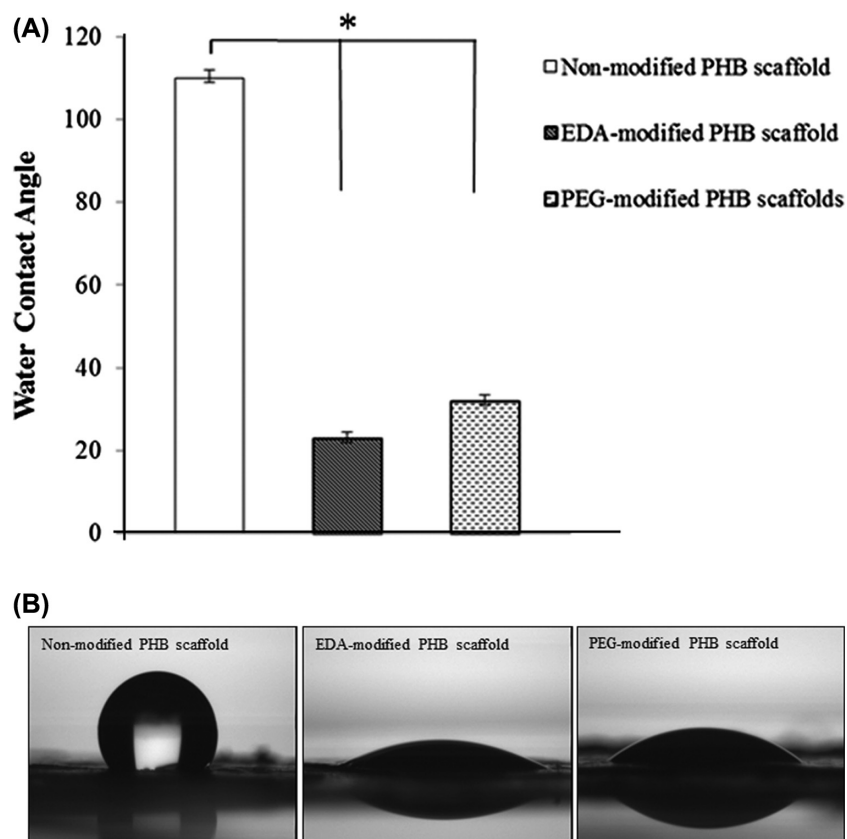 (A)
*
120
100
80
60
40
20
0
Water Contact Angle
Non-modified PHB scaffold
EDA-modified PHB scaffold
PEG-modified PHB scaffolds
(B)
Non-modified PHB scaffold
EDA-modified PHB scaffold
PEG-modified PHB scaffold